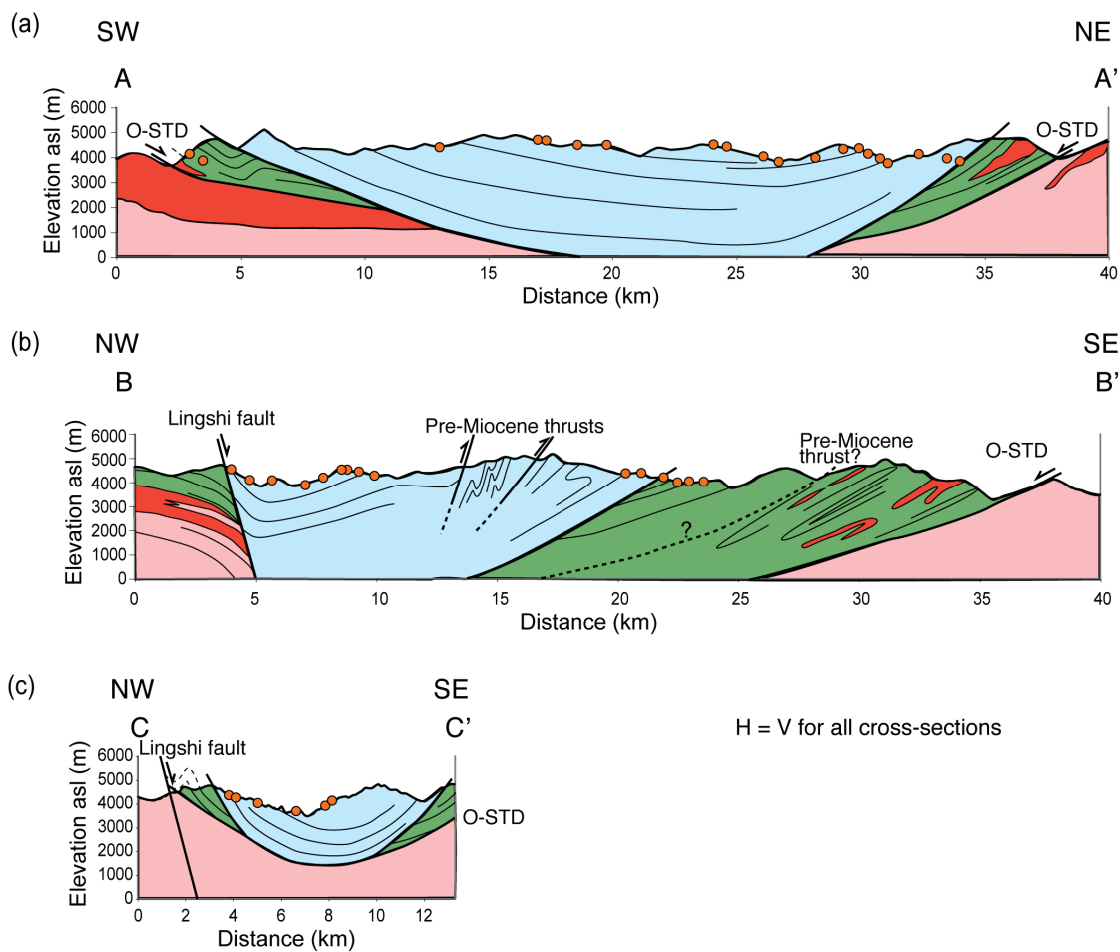 (a)
SW NE
A A'
O-STD O-STD
Elevation asl (m)
6000
5000
4000
3000
2000
1000
0
0 5 10 15 20 25 30 35 40
Distance (km)
(b)
NW SE
B B'
Lingshi fault
Pre-Miocene thrusts
Pre-Miocene
thrust?
O-STD
?
Elevation asl (m)
6000
5000
4000
3000
2000
1000
0
0 5 10 15 20 25 30 35 40
Distance (km)
(c)
NW SE
C C'
Lingshi fault
H = V for all cross-sections
O-STD
Elevation asl (m)
6000
5000
4000
3000
2000
1000
0
0 2 4 6 8 10 12
Distance (km)